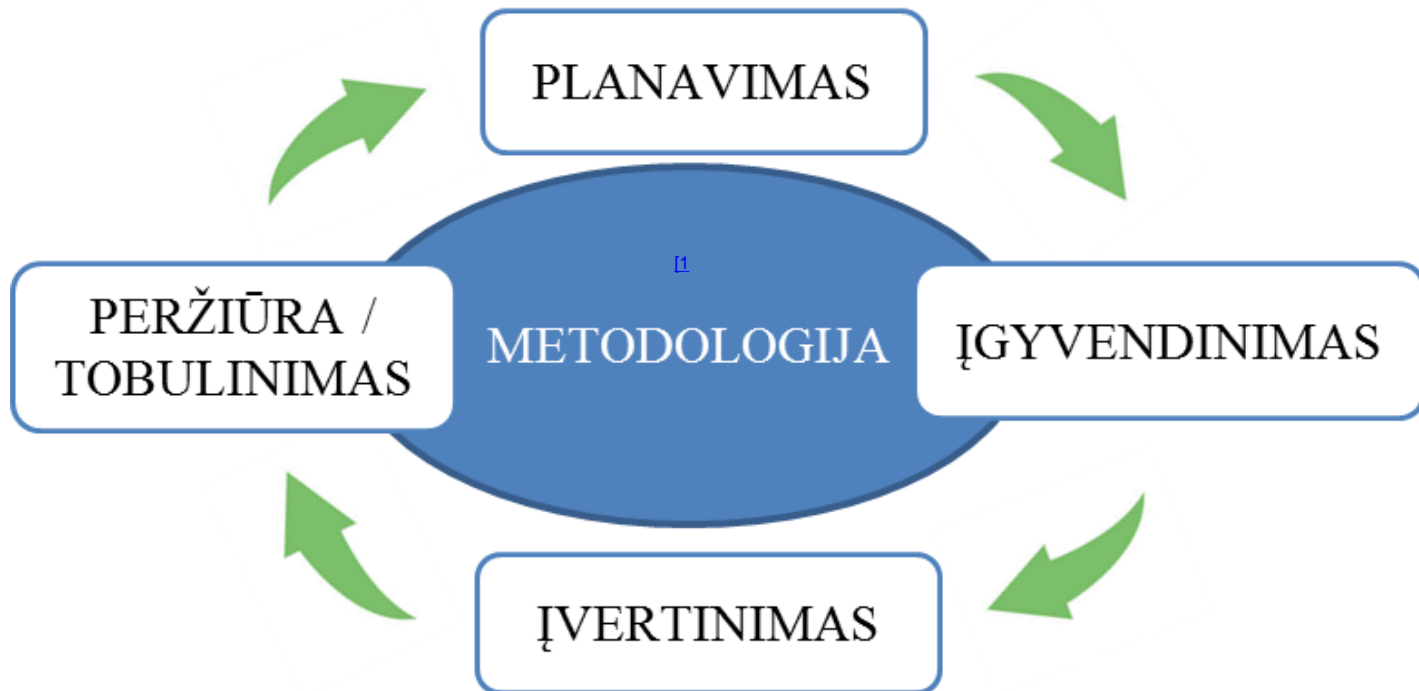 PLANAVIMAS
[1
PERŽIŪRA /
TOBULINIMAS
METODOLOGIJA
ĮGYVENDINIMAS
ĮVERTINIMAS